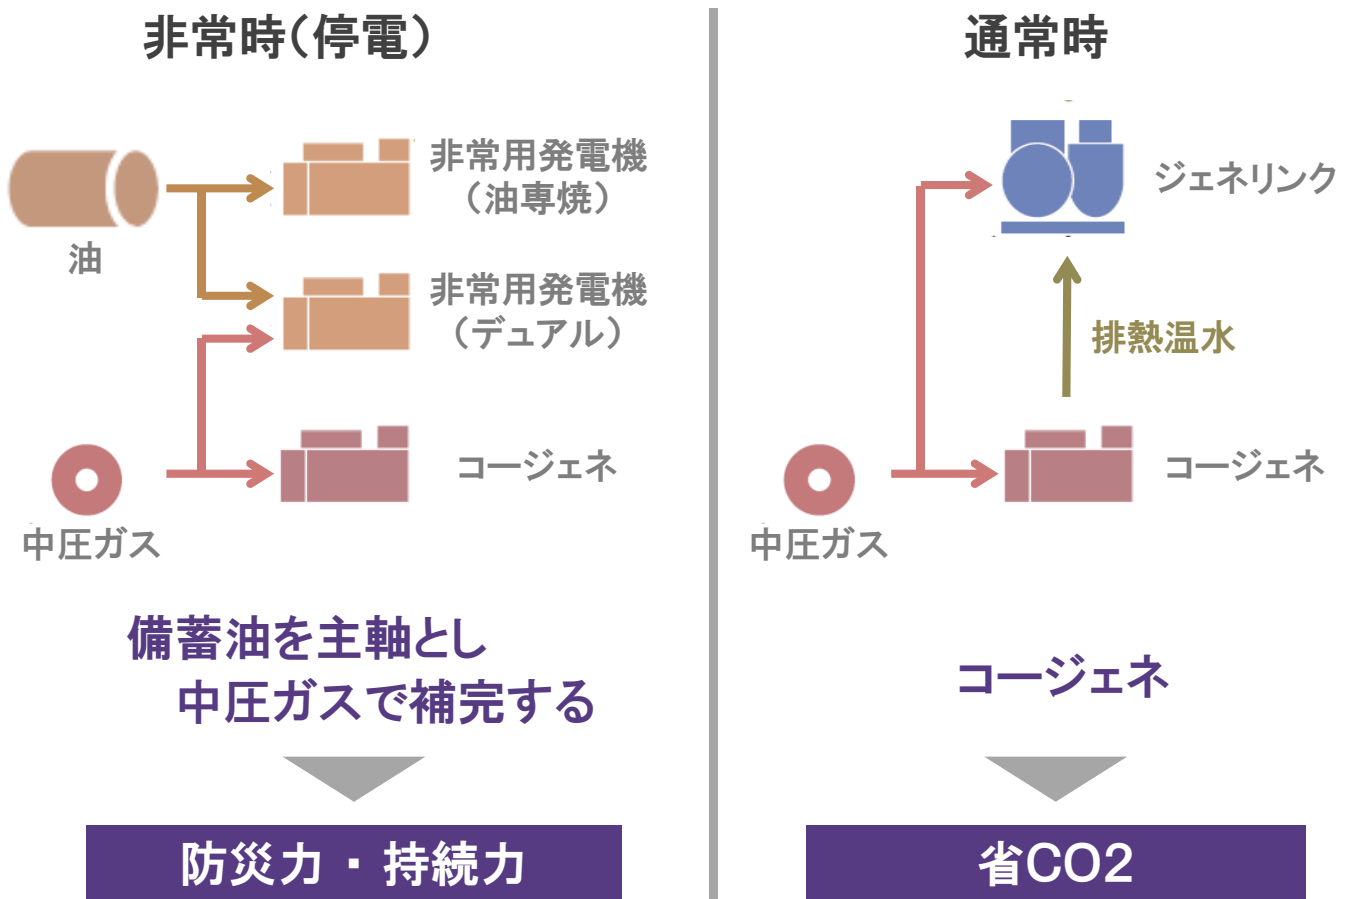 非常時(停電)
油
非常用発電機
(油専焼)
非常用発電機
(デュアル)
コージェネ
中圧ガス
備蓄油を主軸とし
中圧ガスで補完する
防災力・持続力
通常時
ジェネリンク
排熱温水
コージェネ
中圧ガス
コージェネ
省CO2